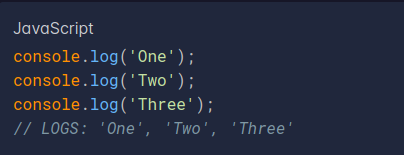 JavaScript
console.log('One');
console.log('Two');
console.log('Three');
// LOGS: 'One', 'Two', 'Three'